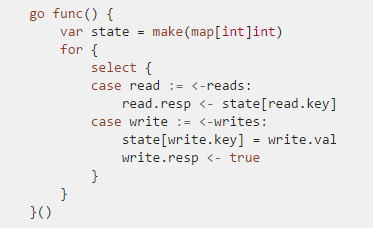 go func() {
    var state = make(map[int]int)
    for {
        select {
        case read := <-reads:
            read.resp <- state[read.key]
        case write := <-writes:
            state[write.key] = write.val
            write.resp <- true
        }
    }
}()